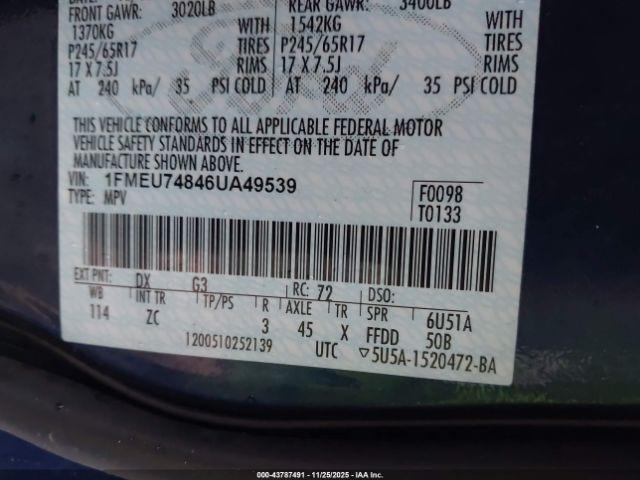 FRONT GAWR: 3020LB REAR GAWR: 3400LB
1370KG WITH 1542KG WITH
P245/65R17 TIRES P245/65R17 TIRES
17 X 7.5J RIMS 17 X 7.5J RIMS
AT 240 kPa/ 35 PSI COLD AT 240 kPa/ 35 PSI COLD
THIS VEHICLE CONFORMS TO ALL APPLICABLE FEDERAL MOTOR
VEHICLE SAFETY STANDARDS IN EFFECT ON THE DATE OF
MANUFACTURE SHOWN ABOVE.
VIN: 1FMEU74846UA49539
TYPE: MPV
F0098
T0133
EXT PNT: DX G3 RC: 72 DSO:
WB INT TR TP/PS R AXLE TR SPR 6U51A
114 ZC 3 45 X FFDD 50B
1200510252139 UTC ▽5U5A-1520472-BA
000-43787491 - 11/25/2025 - IAAI.COM